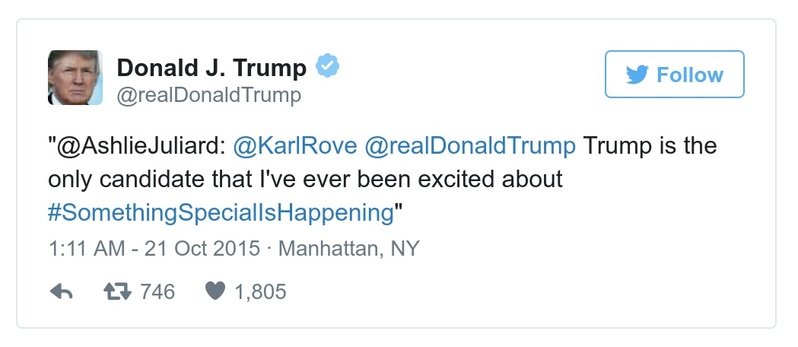 Donald J. Trump
@realDonaldTrump
Follow
"@AshlieJuliard: @KarlRove @realDonaldTrump Trump is the
only candidate that I've ever been excited about
#SomethingSpecialIsHappening"
1:11 AM - 21 Oct 2015 · Manhattan, NY
746 1,805